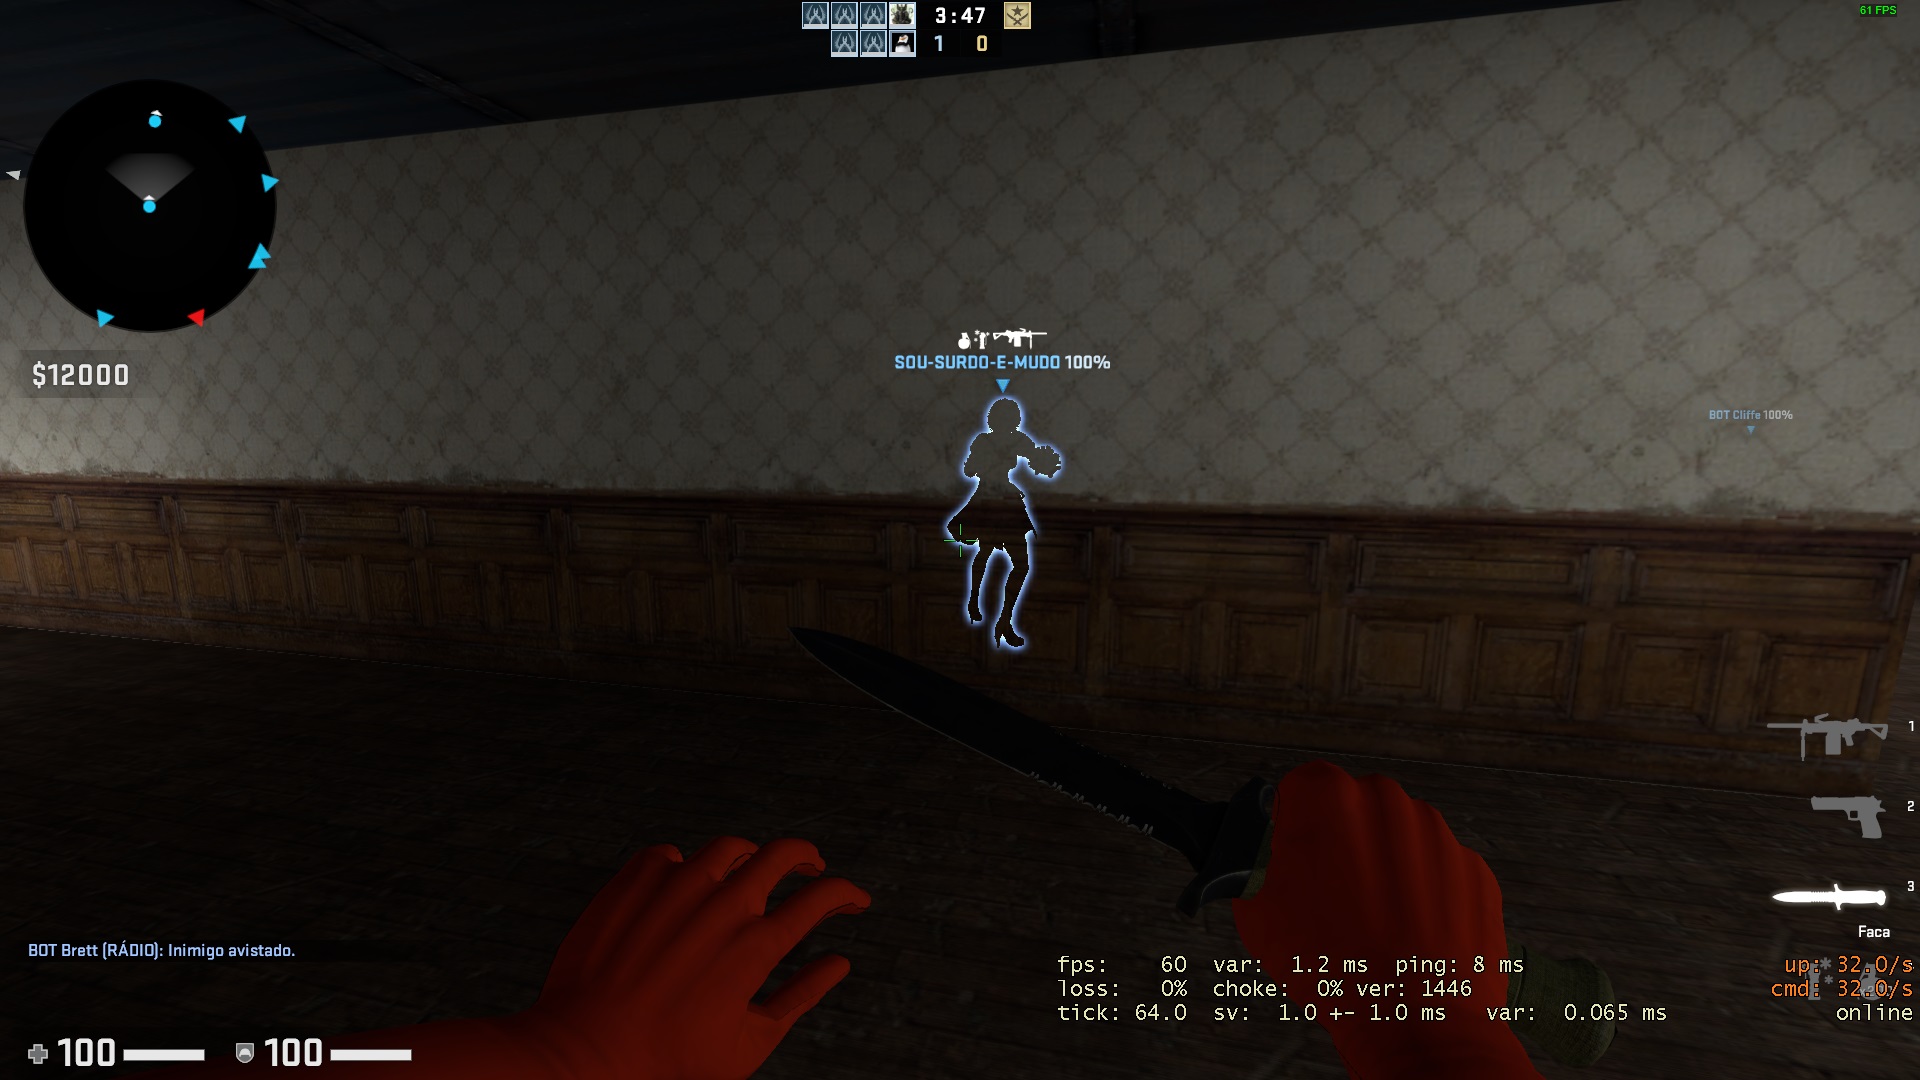 61 FPS
3:47
1 0
$12000
SOU-SURDO-E-MUDO 100%
BOT Cliffe 100%
1
2
3
Faca
BOT Brett (RÁDIO): Inimigo avistado.
fps: 60 var: 1.2 ms ping: 8 ms
loss: 0% choke: 0% ver: 1446
tick: 64.0 sv: 1.0 +- 1.0 ms var: 0.065 ms
up: 32.0/s
cmd: 32.0/s
online
100 100